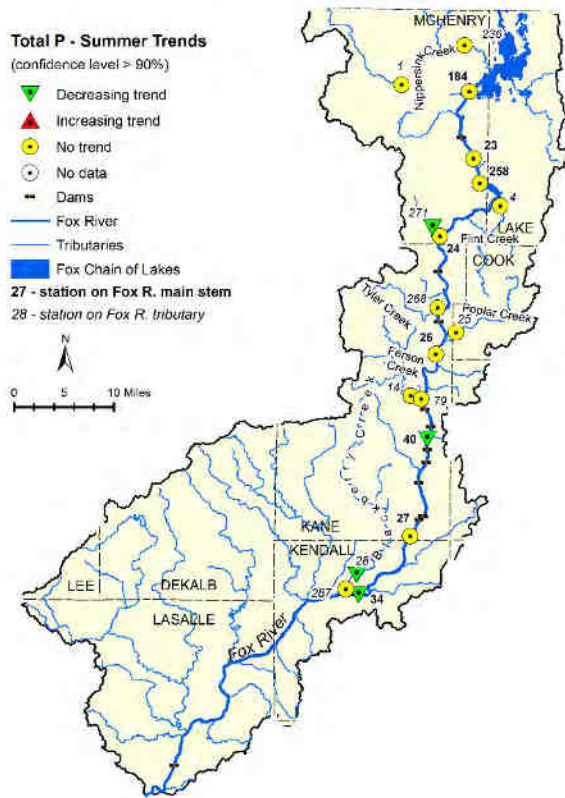 Total P - Summer Trends
(confidence level > 90%)
Decreasing trend
Increasing trend
No trend
No data
Dams
Fox River
Tributaries
Fox Chain of Lakes
27 - station on Fox R. main stem
28 - station on Fox R. tributary
N
0 5 10 Miles
MCHENRY
236
1
Nippersink Creek
184
23
258
4
271
LAKE
24
Flint Creek
COOK
268
Tyler Creek
Poplar Creek
25
26
Ferson Creek
14
79
40
Blackberry Creek
27
KANE
KENDALL
28
LEE
DEKALB
287
34
LASALLE
Fox River